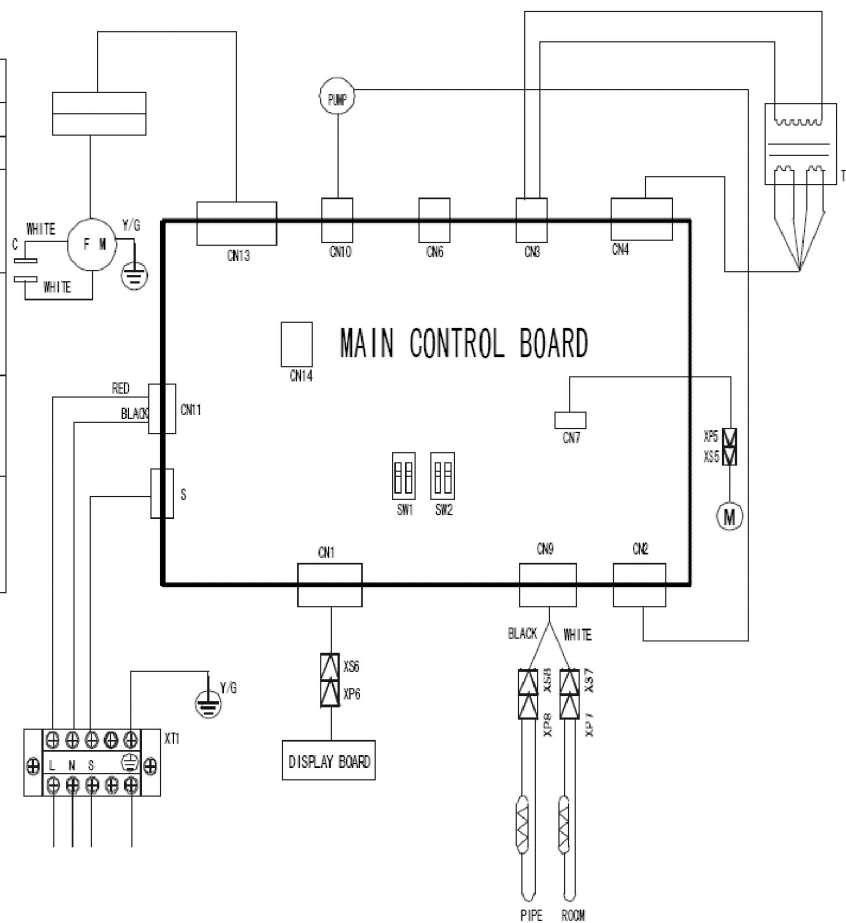 PUMP
T
WHITE
Y/G
C
F M
WHITE
CN13
CN10
CN6
CN3
CN4
MAIN CONTROL BOARD
CN14
RED
BLACK
CN11
CN7
XP5
XS5
M
S
SW1
SW2
CN1
CN9
CN2
BLACK
WHITE
XS6
XP6
XS8
XS7
XP8
XP7
Y/G
XT1
L N S
DISPLAY BOARD
PIPE
ROOM